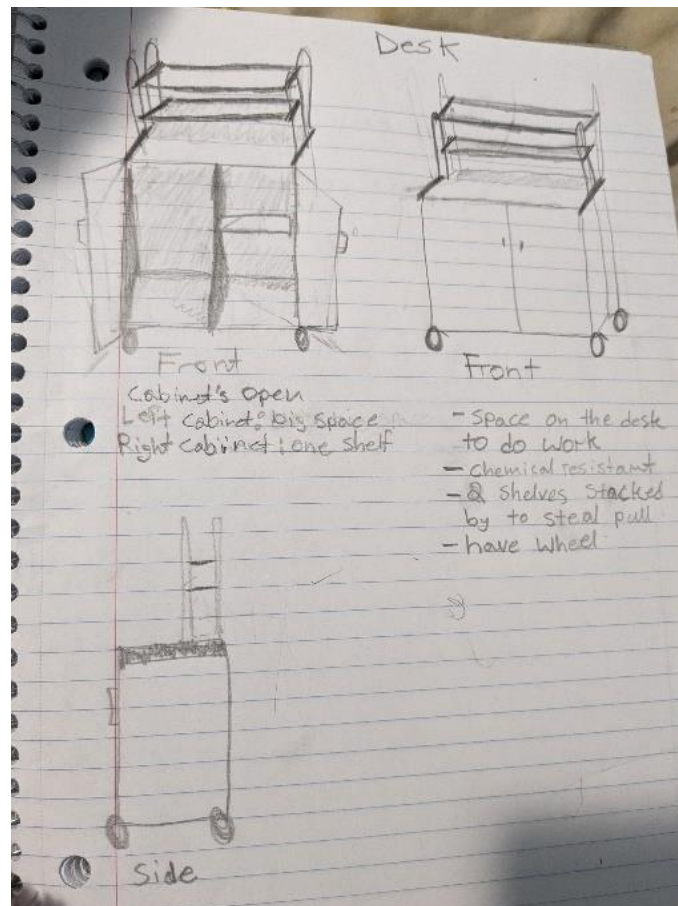 Desk
Front
Cabinet's open
Left cabinet: big space
Right cabiinet: one shelf
Front
- Space on the desk
to do work
- chemical resistant
- 2 shelves stacked
by to steal pull
- have wheel
Side